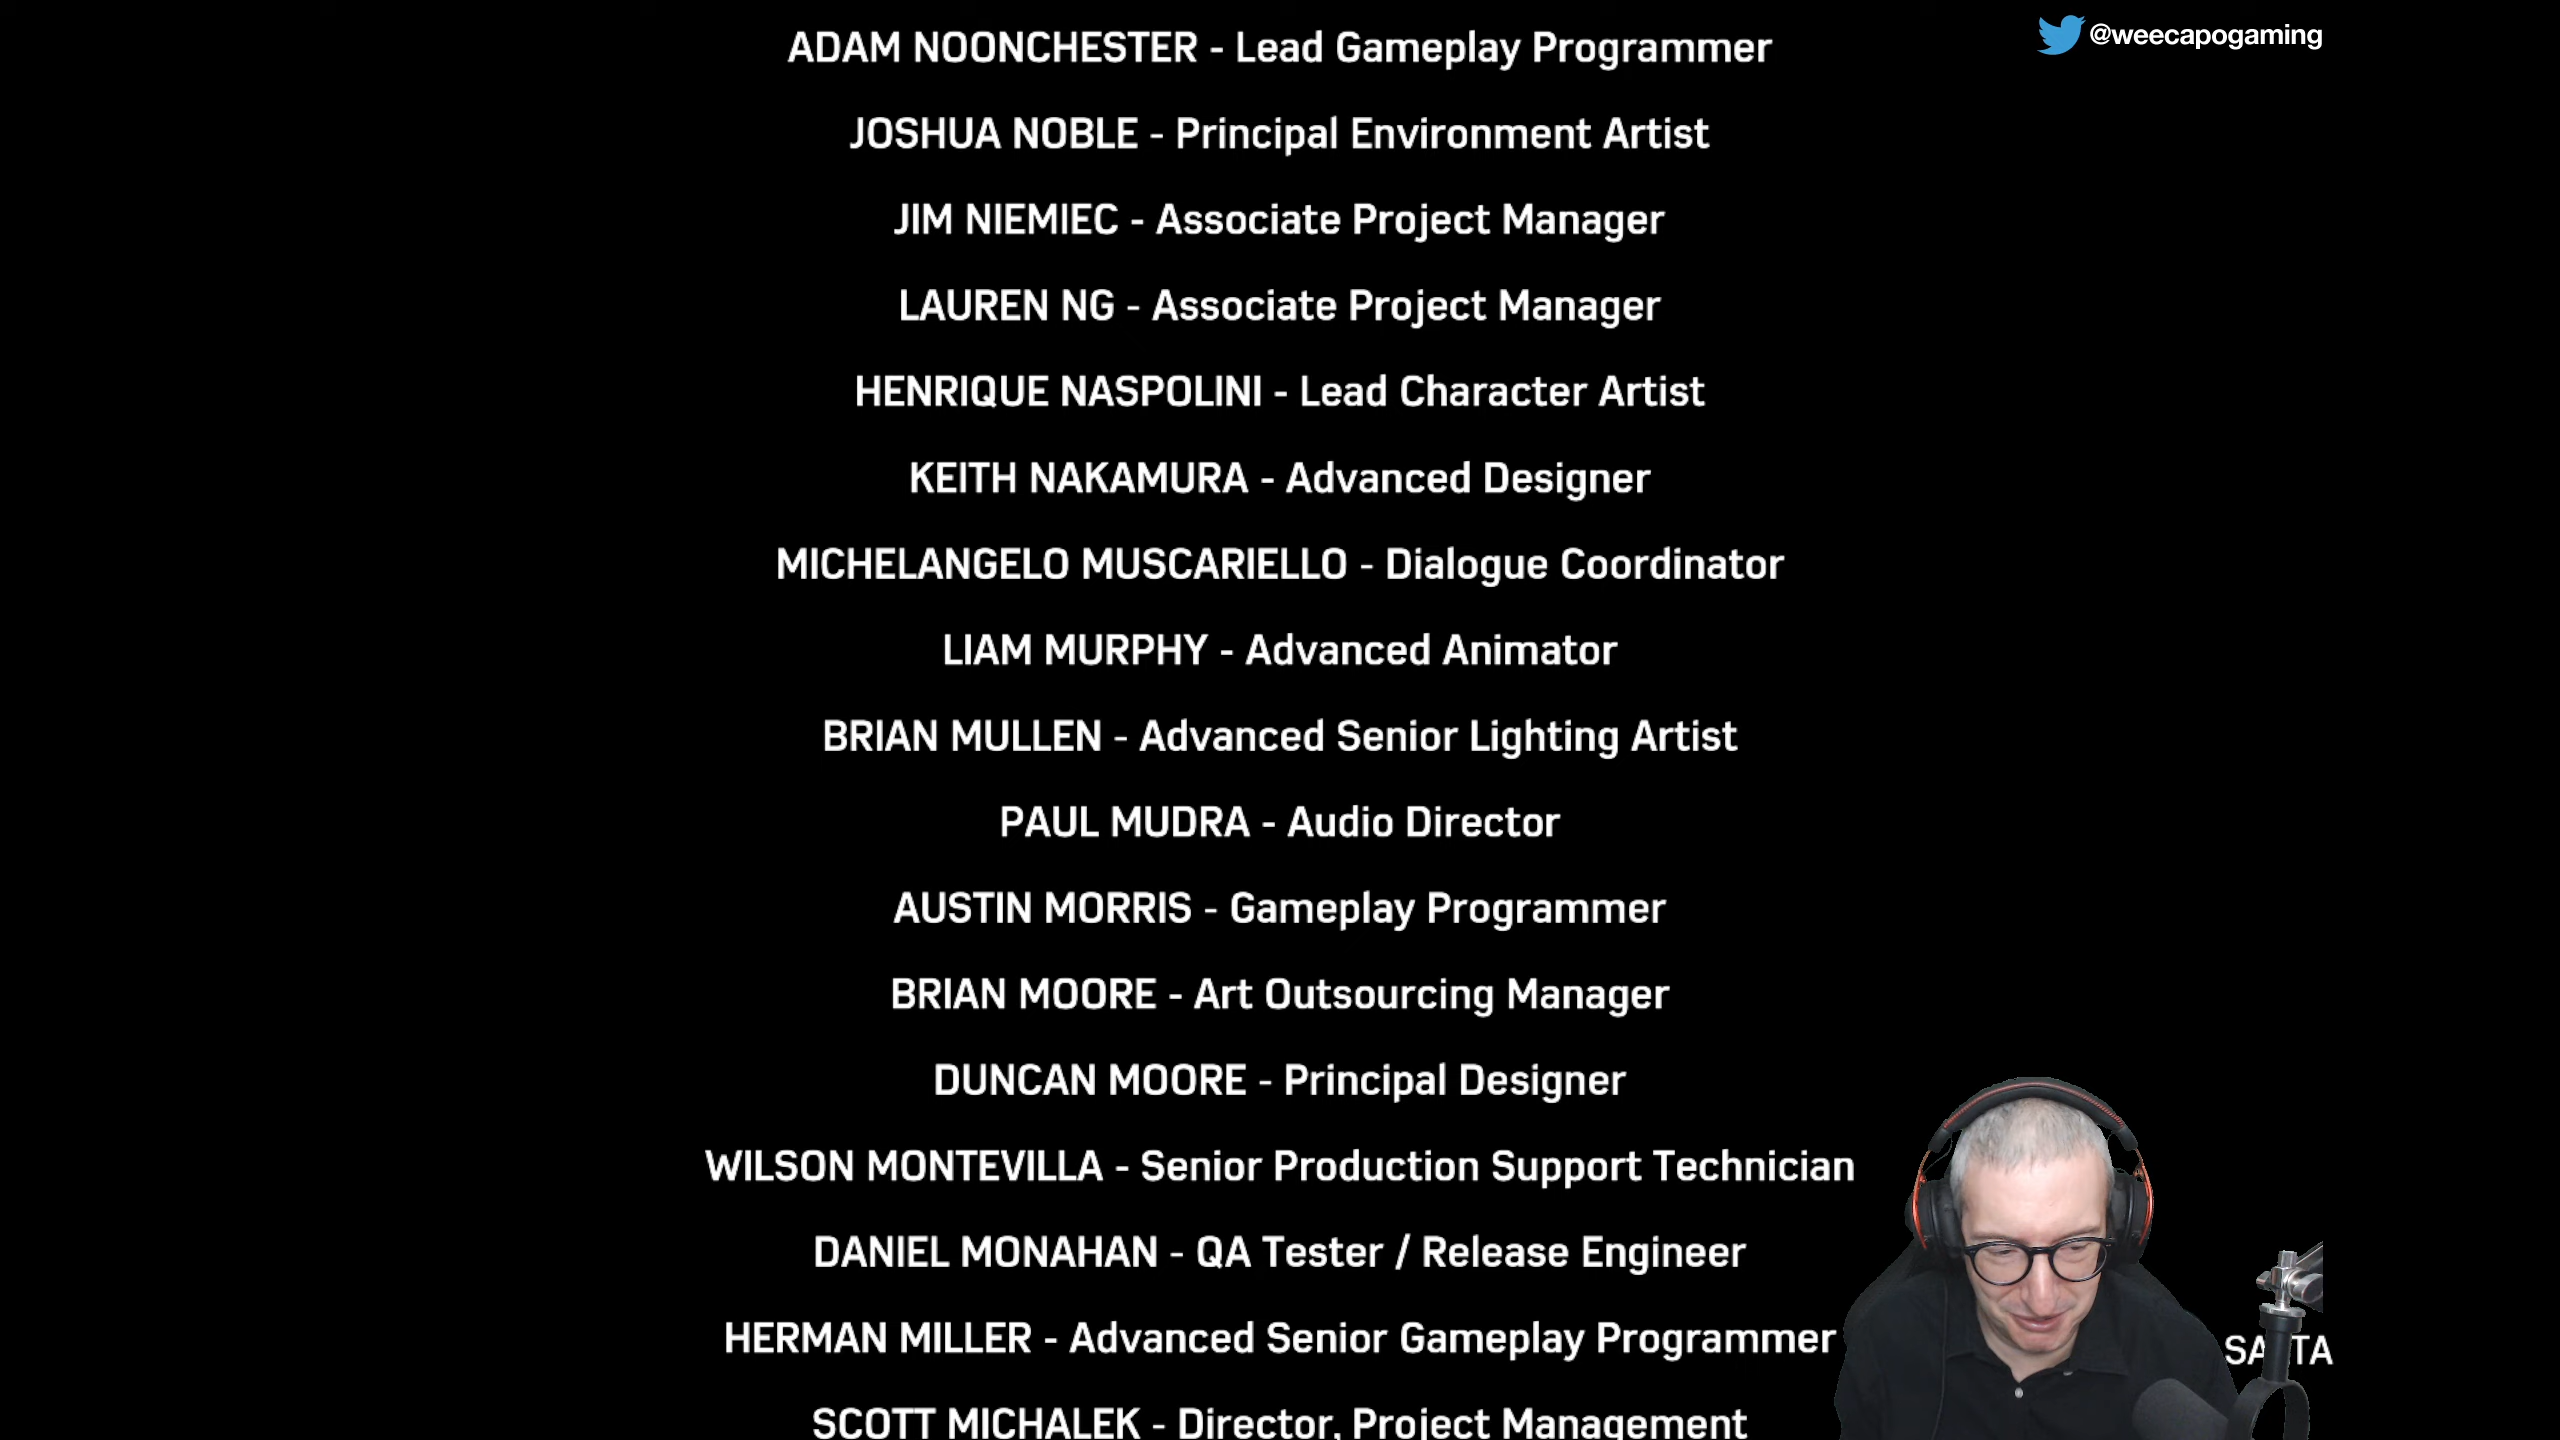 @weecapogaming
ADAM NOONCHESTER - Lead Gameplay Programmer
JOSHUA NOBLE - Principal Environment Artist
JIM NIEMIEC - Associate Project Manager
LAUREN NG - Associate Project Manager
HENRIQUE NASPOLINI - Lead Character Artist
KEITH NAKAMURA - Advanced Designer
MICHELANGELO MUSCARIELLO - Dialogue Coordinator
LIAM MURPHY - Advanced Animator
BRIAN MULLEN - Advanced Senior Lighting Artist
PAUL MUDRA - Audio Director
AUSTIN MORRIS - Gameplay Programmer
BRIAN MOORE - Art Outsourcing Manager
DUNCAN MOORE - Principal Designer
WILSON MONTEVILLA - Senior Production Support Technician
DANIEL MONAHAN - QA Tester / Release Engineer
HERMAN MILLER - Advanced Senior Gameplay Programmer
SCOTT MICHALEK - Director, Project Management